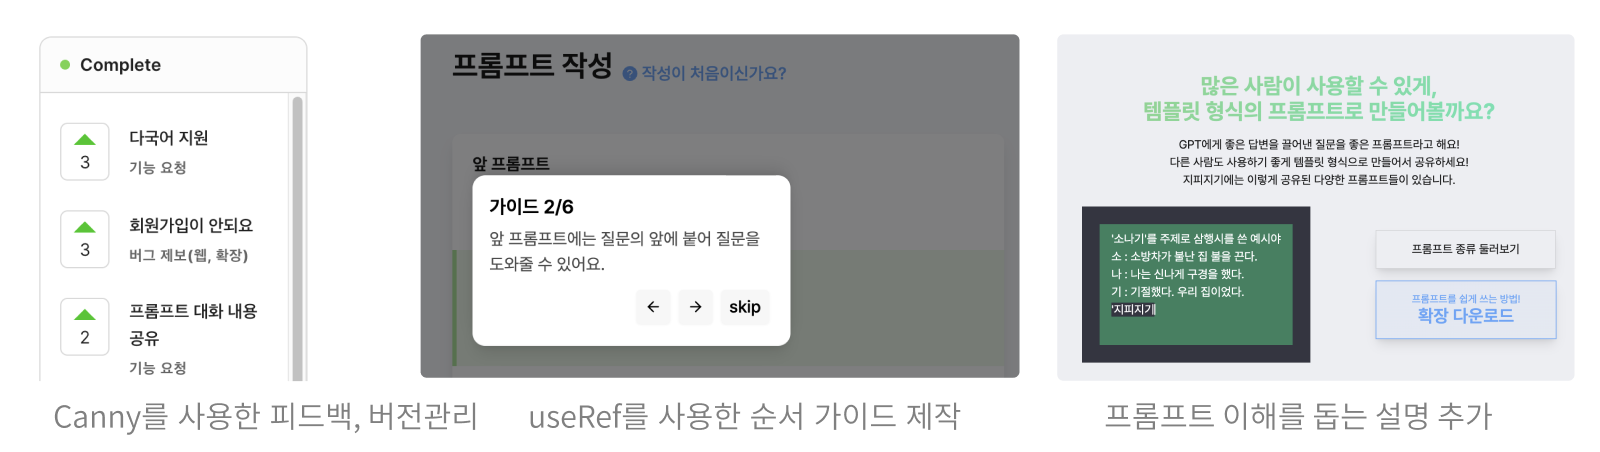 Complete
3
다국어 지원
기능 요청
3
회원가입이 안되요
버그 제보(웹, 확장)
2
프롬프트 대화 내용
공유
기능 요청
Canny를 사용한 피드백, 버전관리
프롬프트 작성
? 작성이 처음이신가요?
앞 프롬프트
가이드 2/6
앞 프롬프트에는 질문의 앞에 붙어 질문을
도와줄 수 있어요.
← → skip
useRef를 사용한 순서 가이드 제작
많은 사람이 사용할 수 있게,
템플릿 형식의 프롬프트로 만들어볼까요?
GPT에게 좋은 답변을 끌어낸 질문을 좋은 프롬프트라고 해요!
다른 사람도 사용하기 좋게 템플릿 형식으로 만들어서 공유하세요!
지피지기에는 이렇게 공유된 다양한 프롬프트들이 있습니다.
'소나기'를 주제로 삼행시를 쓴 예시야
소 : 소방차가 불난 집 불을 끈다.
나 : 나는 신나게 구경을 했다.
기 : 기절했다. 우리 집이었다.
'지피지기
프롬프트 종류 둘러보기
프롬프트를 쉽게 쓰는 방법!
확장 다운로드
프롬프트 이해를 돕는 설명 추가